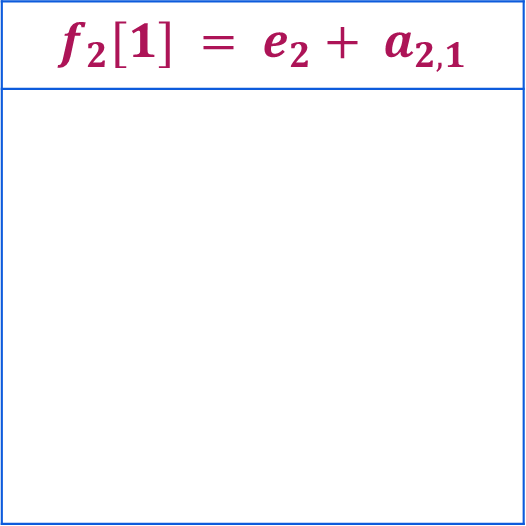 f₂[1] = e₂ + a₂,₁